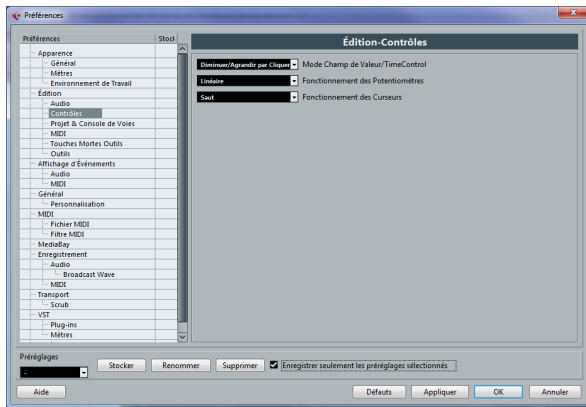 Préférences
Préférences Stocl
Édition-Contrôles
Apparence
Général
Mètres
Environnement de Travail
Édition
Audio
Contrôles
Projet & Console de Voies
MIDI
Touches Mortes Outils
Outils
Affichage d'Événements
Audio
MIDI
Général
Personnalisation
MIDI
Fichier MIDI
Filtre MIDI
MediaBay
Enregistrement
Audio
Broadcast Wave
MIDI
Transport
Scrub
VST
Plug-ins
Mètres
Diminuer/Agrandir par Cliquer Mode Champ de Valeur/TimeControl
Linéaire Fonctionnement des Potentiomètres
Saut Fonctionnement des Curseurs
Préréglages
-
Stocker Renommer Supprimer Enregistrer seulement les préréglages sélectionnés
Aide Défauts Appliquer OK Annuler